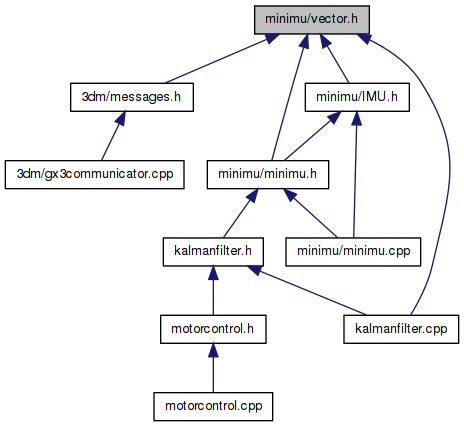 minimu/vector.h
3dm/messages.h
minimu/IMU.h
3dm/gx3communicator.cpp
minimu/minimu.h
kalmanfilter.h
minimu/minimu.cpp
motorcontrol.h
kalmanfilter.cpp
motorcontrol.cpp